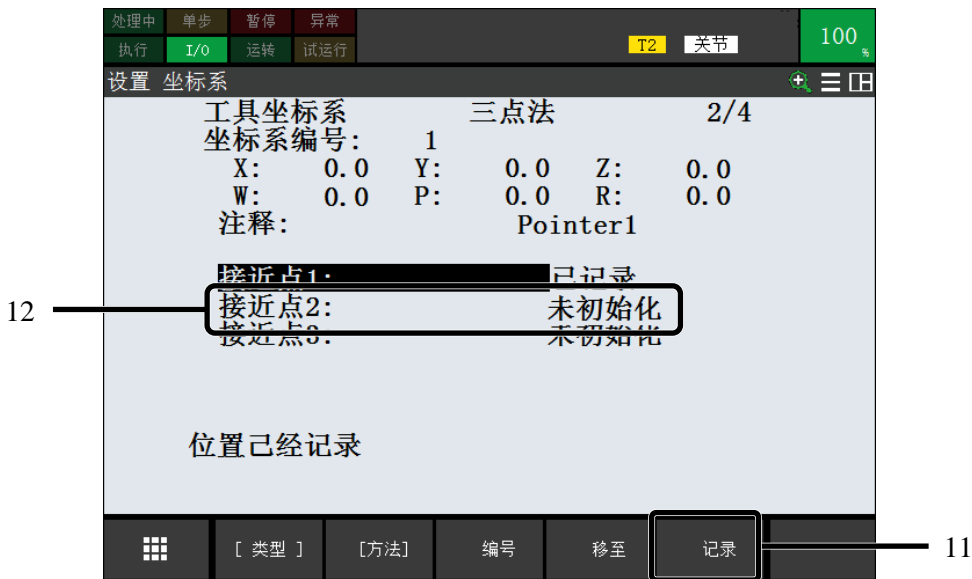 处理中 单步 暂停 异常
执行 I/O 运转 试运行 T2 关节 100 %
设置 坐标系
工具坐标系 三点法 2/4
坐标系编号: 1
X: 0.0 Y: 0.0 Z: 0.0
W: 0.0 P: 0.0 R: 0.0
注释: Pointer1
接近点1: 已记录
12 接近点2: 未初始化
接近点3: 未初始化
位置己经记录
[ 类型 ] [方法] 编号 移至 记录 11